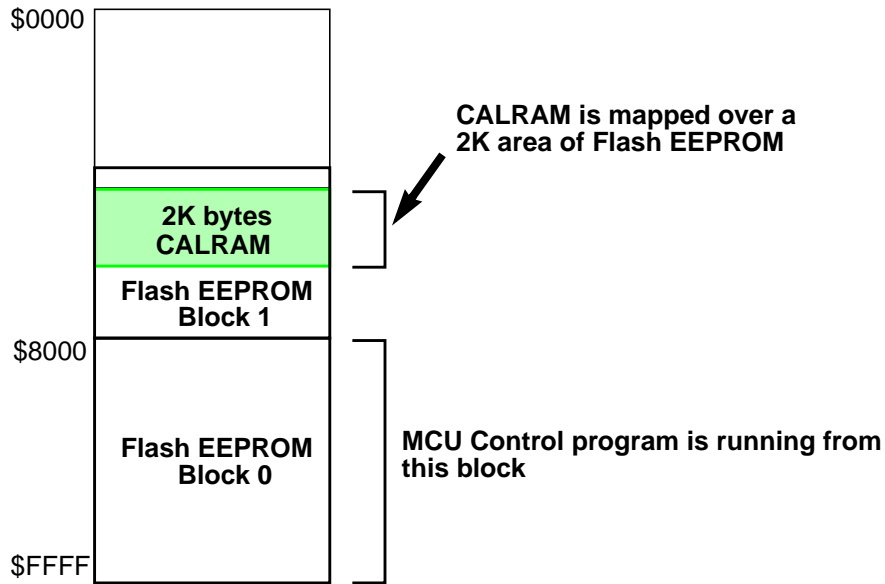 $0000
CALRAM is mapped over a
2K area of Flash EEPROM
2K bytes
CALRAM
Flash EEPROM
Block 1
$8000
Flash EEPROM
Block 0
MCU Control program is running from
this block
$FFFF